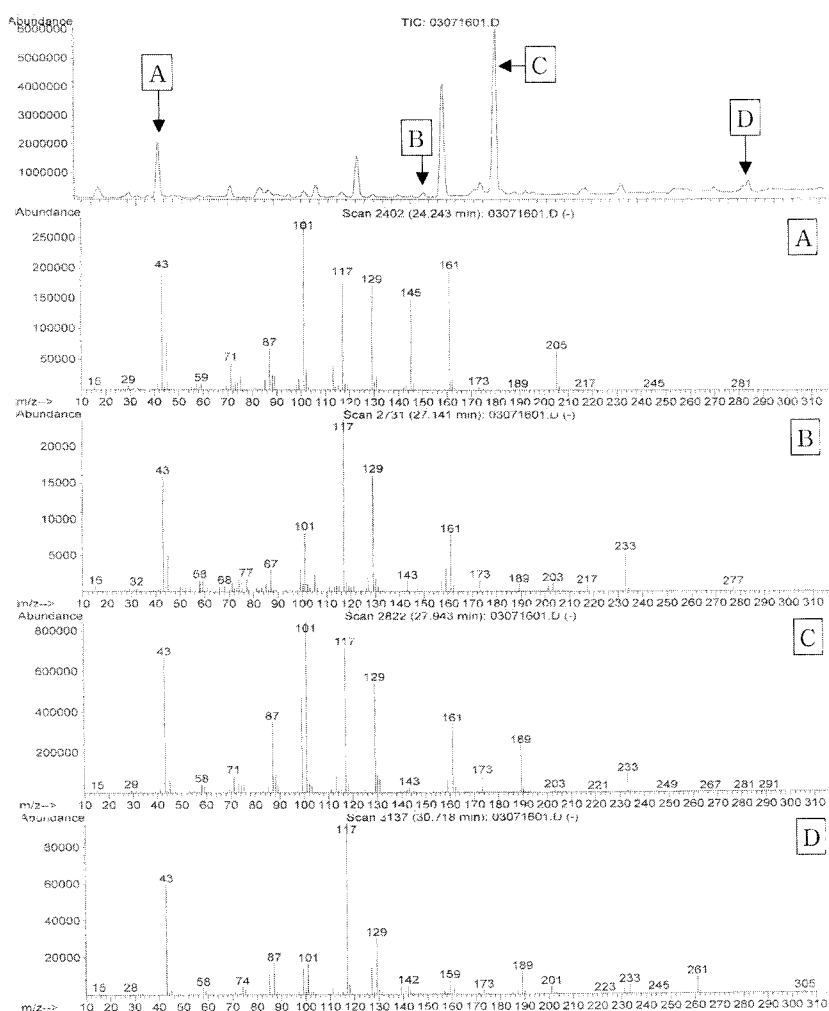 Abundance
TIC: 03071601.D
6000000
5000000
4000000
3000000
2000000
1000000
A
B
C
D
Abundance
Scan 2402 (24.243 min): 03071601.D (-)
A
250000
200000
150000
100000
50000
15 29 43 59 71 87 101 117 129 145 161 173 189 205 217 245 281
m/z--> 10 20 30 40 50 60 70 80 90 100 110 120 130 140 150 160 170 180 190 200 210 220 230 240 250 260 270 280 290 300 310
Abundance
Scan 2731 (27.141 min): 03071601.D (-)
B
20000
15000
10000
5000
15 32 43 58 68 77 87 101 117 129 143 161 173 189 203 217 233 277
m/z--> 10 20 30 40 50 60 70 80 90 100 110 120 130 140 150 160 170 180 190 200 210 220 230 240 250 260 270 280 290 300 310
Abundance
Scan 2822 (27.943 min): 03071601.D (-)
C
800000
600000
400000
200000
15 29 43 58 71 87 101 117 129 143 161 173 189 203 221 233 249 267 281 291
m/z--> 10 20 30 40 50 60 70 80 90 100 110 120 130 140 150 160 170 180 190 200 210 220 230 240 250 260 270 280 290 300 310
Abundance
Scan 3137 (30.718 min): 03071601.D (-)
D
80000
60000
40000
20000
15 28 43 58 74 87 101 117 129 142 159 173 189 201 223 233 245 261 305
m/z--> 10 20 30 40 50 60 70 80 90 100 110 120 130 140 150 160 170 180 190 200 210 220 230 240 250 260 270 280 290 300 310